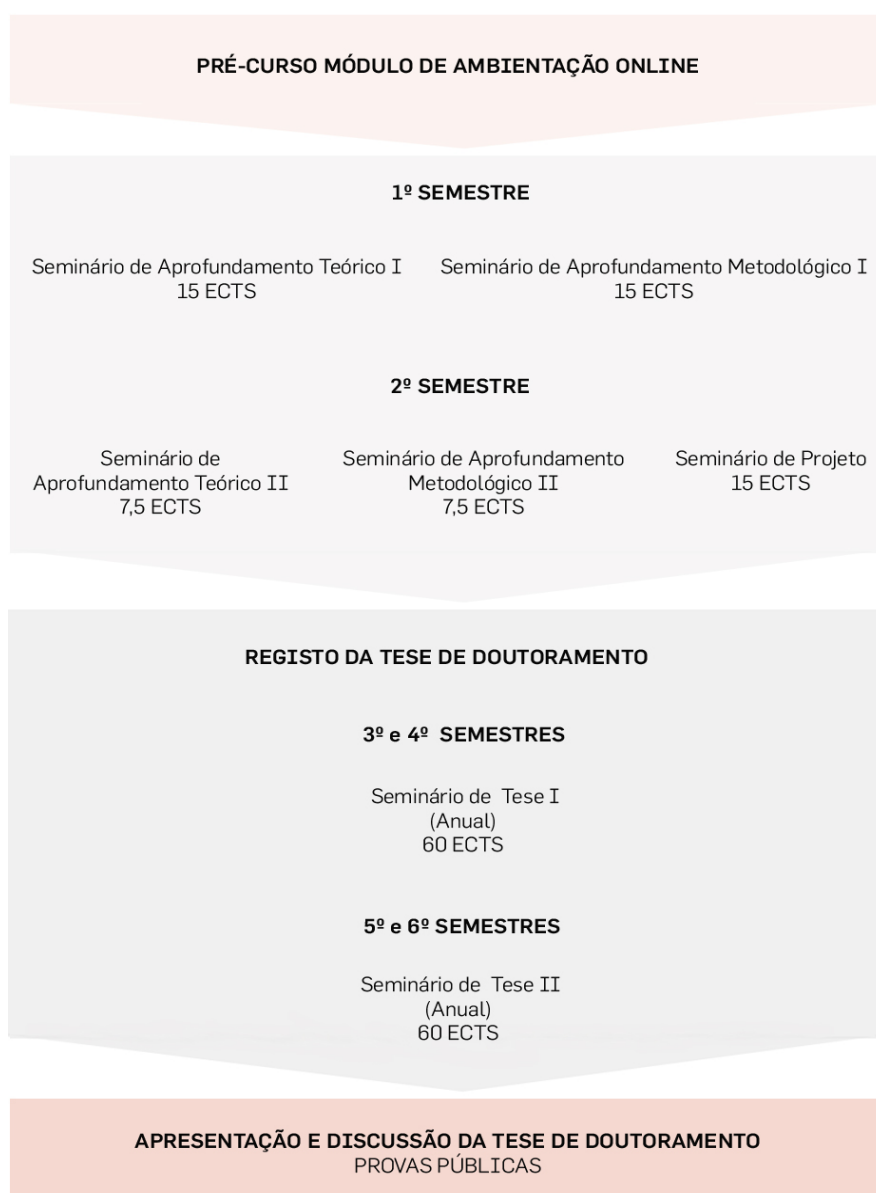 PRÉ-CURSO MÓDULO DE AMBIENTAÇÃO ONLINE
1º SEMESTRE
Seminário de Aprofundamento Teórico I
15 ECTS
Seminário de Aprofundamento Metodológico I
15 ECTS
2º SEMESTRE
Seminário de
Aprofundamento Teórico II
7,5 ECTS
Seminário de Aprofundamento
Metodológico II
7,5 ECTS
Seminário de Projeto
15 ECTS
REGISTO DA TESE DE DOUTORAMENTO
3º e 4º SEMESTRES
Seminário de Tese I
(Anual)
60 ECTS
5º e 6º SEMESTRES
Seminário de Tese II
(Anual)
60 ECTS
APRESENTAÇÃO E DISCUSSÃO DA TESE DE DOUTORAMENTO
PROVAS PÚBLICAS